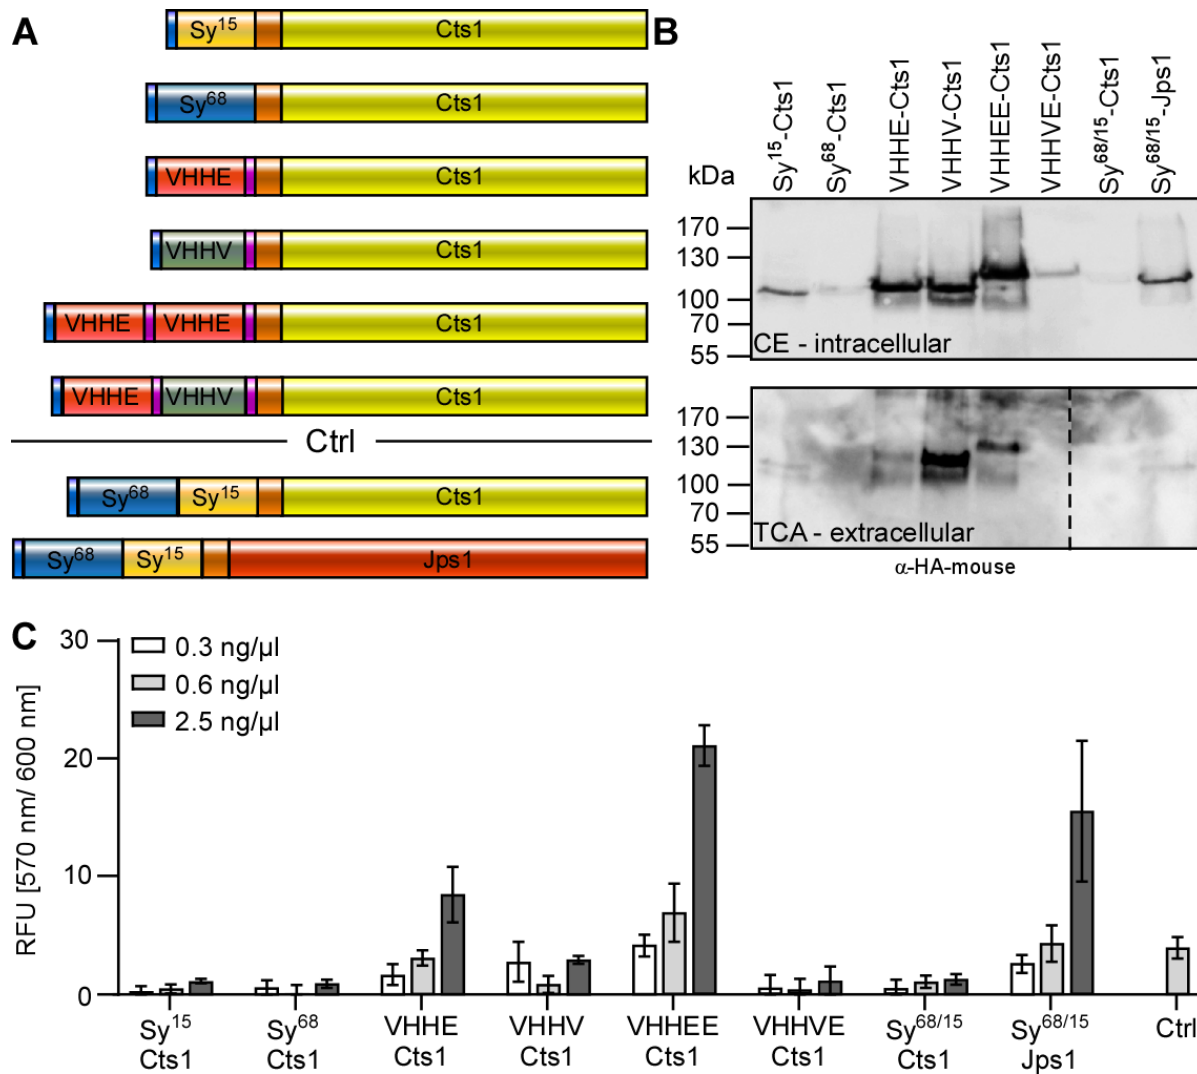 A
Sy15 Cts1
Sy68 Cts1
VHHE Cts1
VHHV Cts1
VHHE VHHE Cts1
VHHE VHHV Cts1
Ctrl
Sy68 Sy15 Cts1
Sy68 Sy15 Jps1
B
Sy15-Cts1
Sy68-Cts1
VHHE-Cts1
VHHV-Cts1
VHHEE-Cts1
VHHVE-Cts1
Sy68/15-Cts1
Sy68/15-Jps1
kDa
170
130
100
70
55
CE - intracellular
170
130
100
70
55
TCA - extracellular
α-HA-mouse
C
RFU [570 nm/ 600 nm]
30
20
10
0
0.3 ng/µl
0.6 ng/µl
2.5 ng/µl
Sy15 Cts1
Sy68 Cts1
VHHE Cts1
VHHV Cts1
VHHEE Cts1
VHHVE Cts1
Sy68/15 Cts1
Sy68/15 Jps1
Ctrl